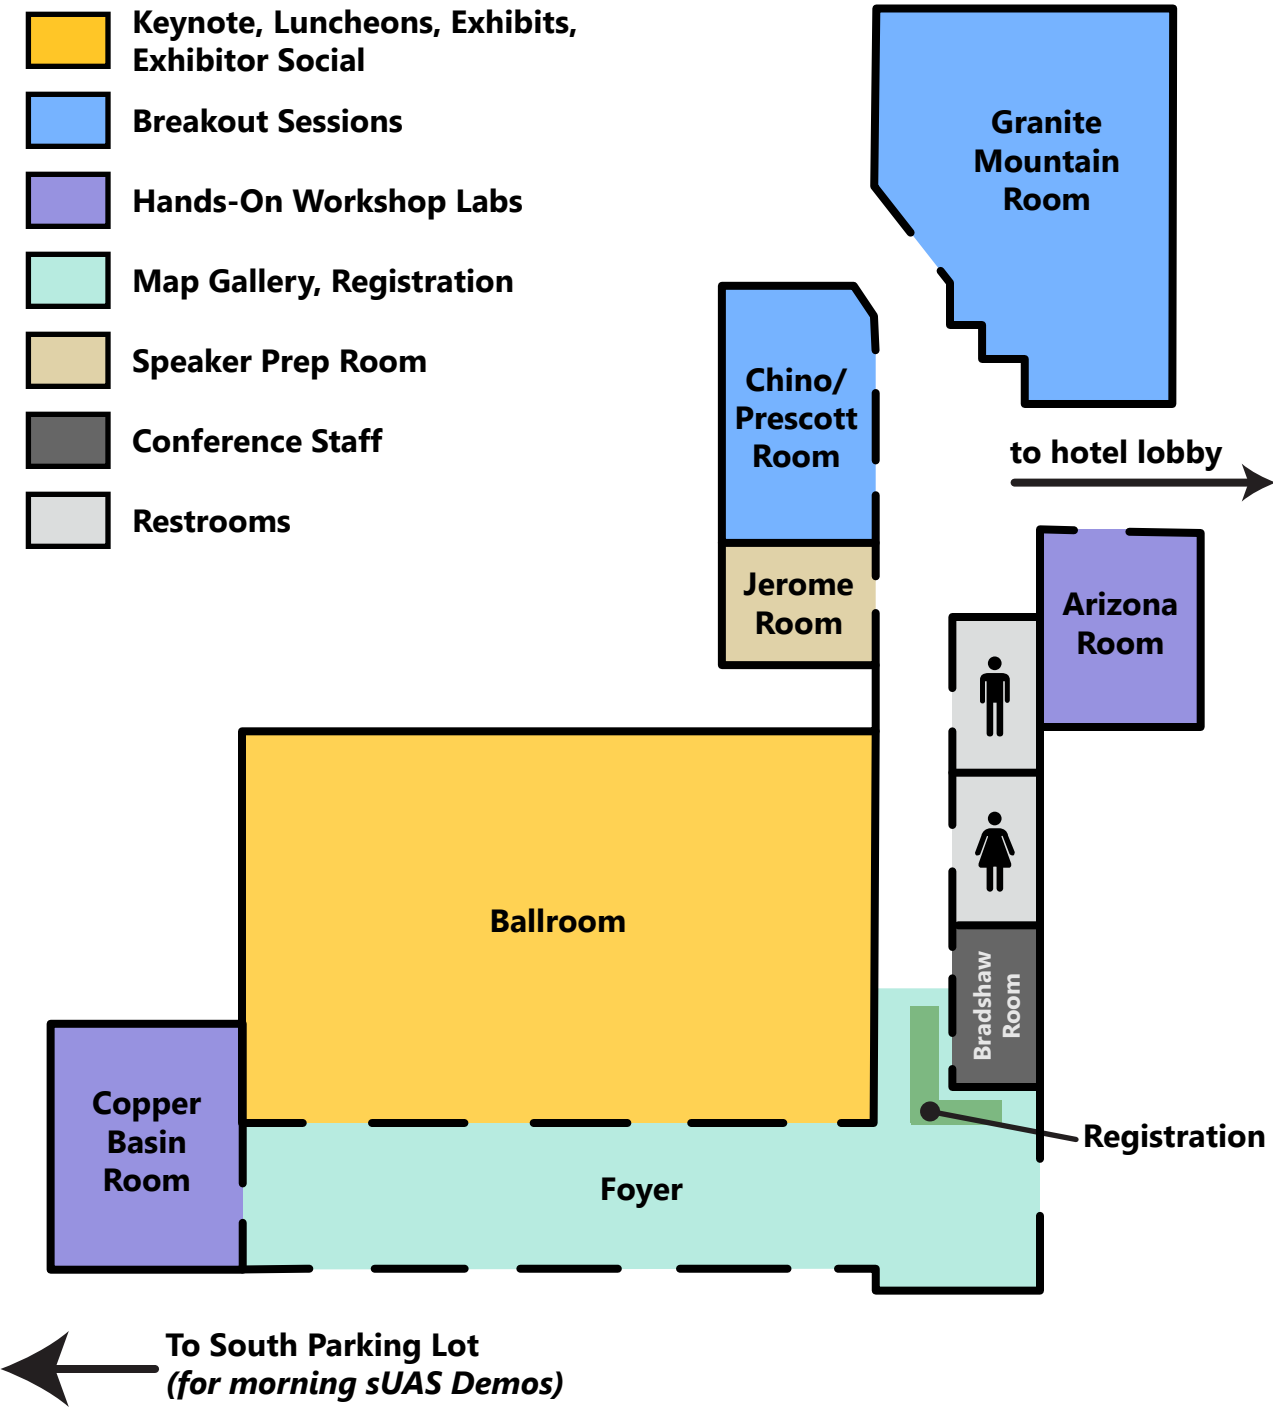 Keynote, Luncheons, Exhibits,
Exhibitor Social
Breakout Sessions
Hands-On Workshop Labs
Map Gallery, Registration
Speaker Prep Room
Conference Staff
Restrooms
Granite
Mountain
Room
Chino/
Prescott
Room
to hotel lobby
Jerome
Room
Arizona
Room
Ballroom
Bradshaw
Room
Copper
Basin
Room
Registration
Foyer
To South Parking Lot
(for morning sUAS Demos)